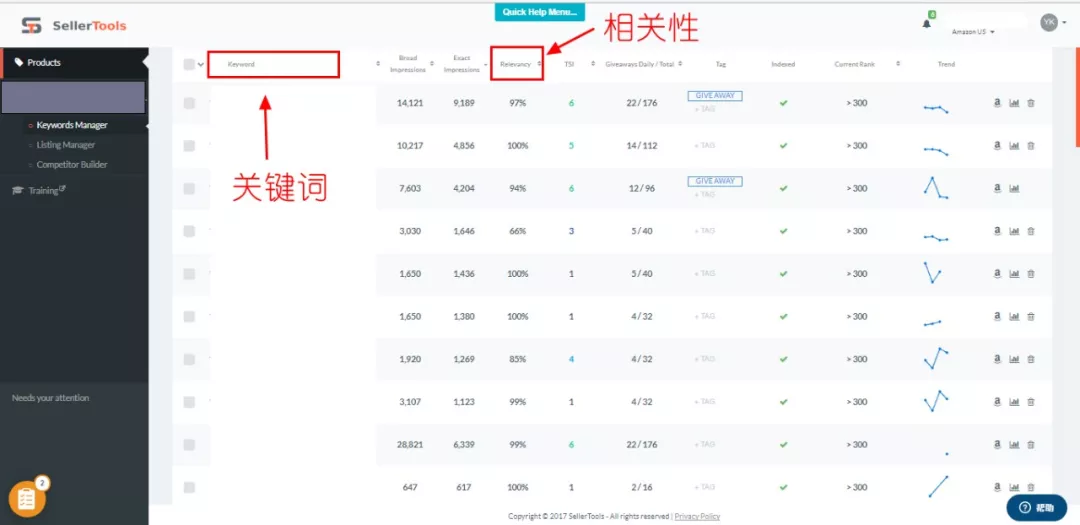 Quick Help Menu...
SellerTools
相关性
8
YK
Amazon US
Products
Keyword
Broad Impressions
Exact Impressions
Relevancy
TSI
Giveaways Daily / Total
Tag
Indexed
Current Rank
Trend
14,121 9,189 97% 6 22 / 176 GIVEAWAY + TAG > 300
Keywords Manager
10,217 4,856 100% 5 14 / 112 + TAG > 300
Listing Manager
Competitor Builder
关键词
7,603 4,204 94% 6 12 / 96 GIVEAWAY + TAG > 300
Training
3,030 1,646 66% 3 5 / 40 + TAG > 300
1,650 1,436 100% 1 5 / 40 + TAG > 300
1,650 1,380 100% 1 4 / 32 + TAG > 300
1,920 1,269 85% 4 4 / 32 + TAG > 300
Needs your attention
3,107 1,123 99% 1 4 / 32 + TAG > 300
28,821 6,339 99% 6 22 / 176 + TAG > 300
2
647 617 100% 1 2 / 16 + TAG > 300
帮助
Copyright © 2017 SellerTools - All rights reserved | Privacy Policy